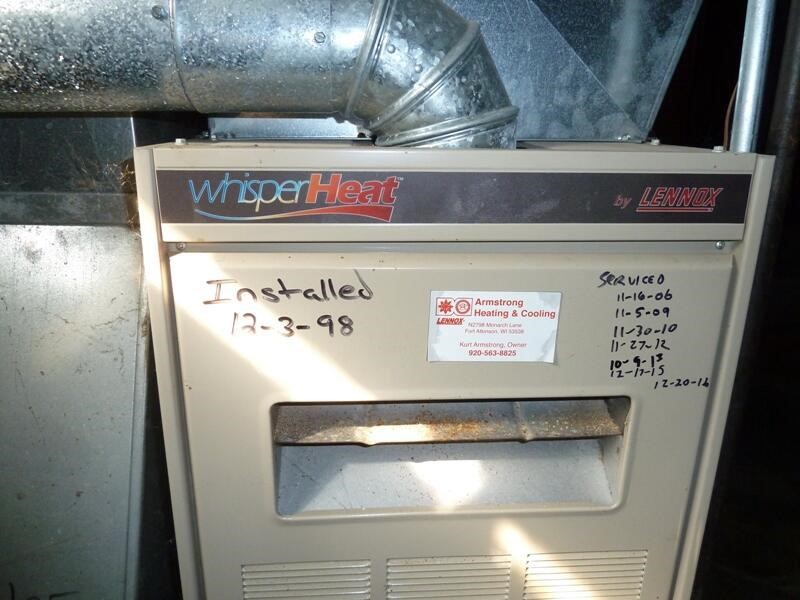 whisperHeat™
by LENNOX
Installed
12-3-98
Armstrong
Heating & Cooling
LENNOX
N2798 Monarch Lane
Fort Atkinson, WI 53538
Kurt Armstrong, Owner
920-563-8825
SERVICED
11-16-06
11-5-09
11-30-10
11-27-12
10-9-13
12-17-15
12-20-16